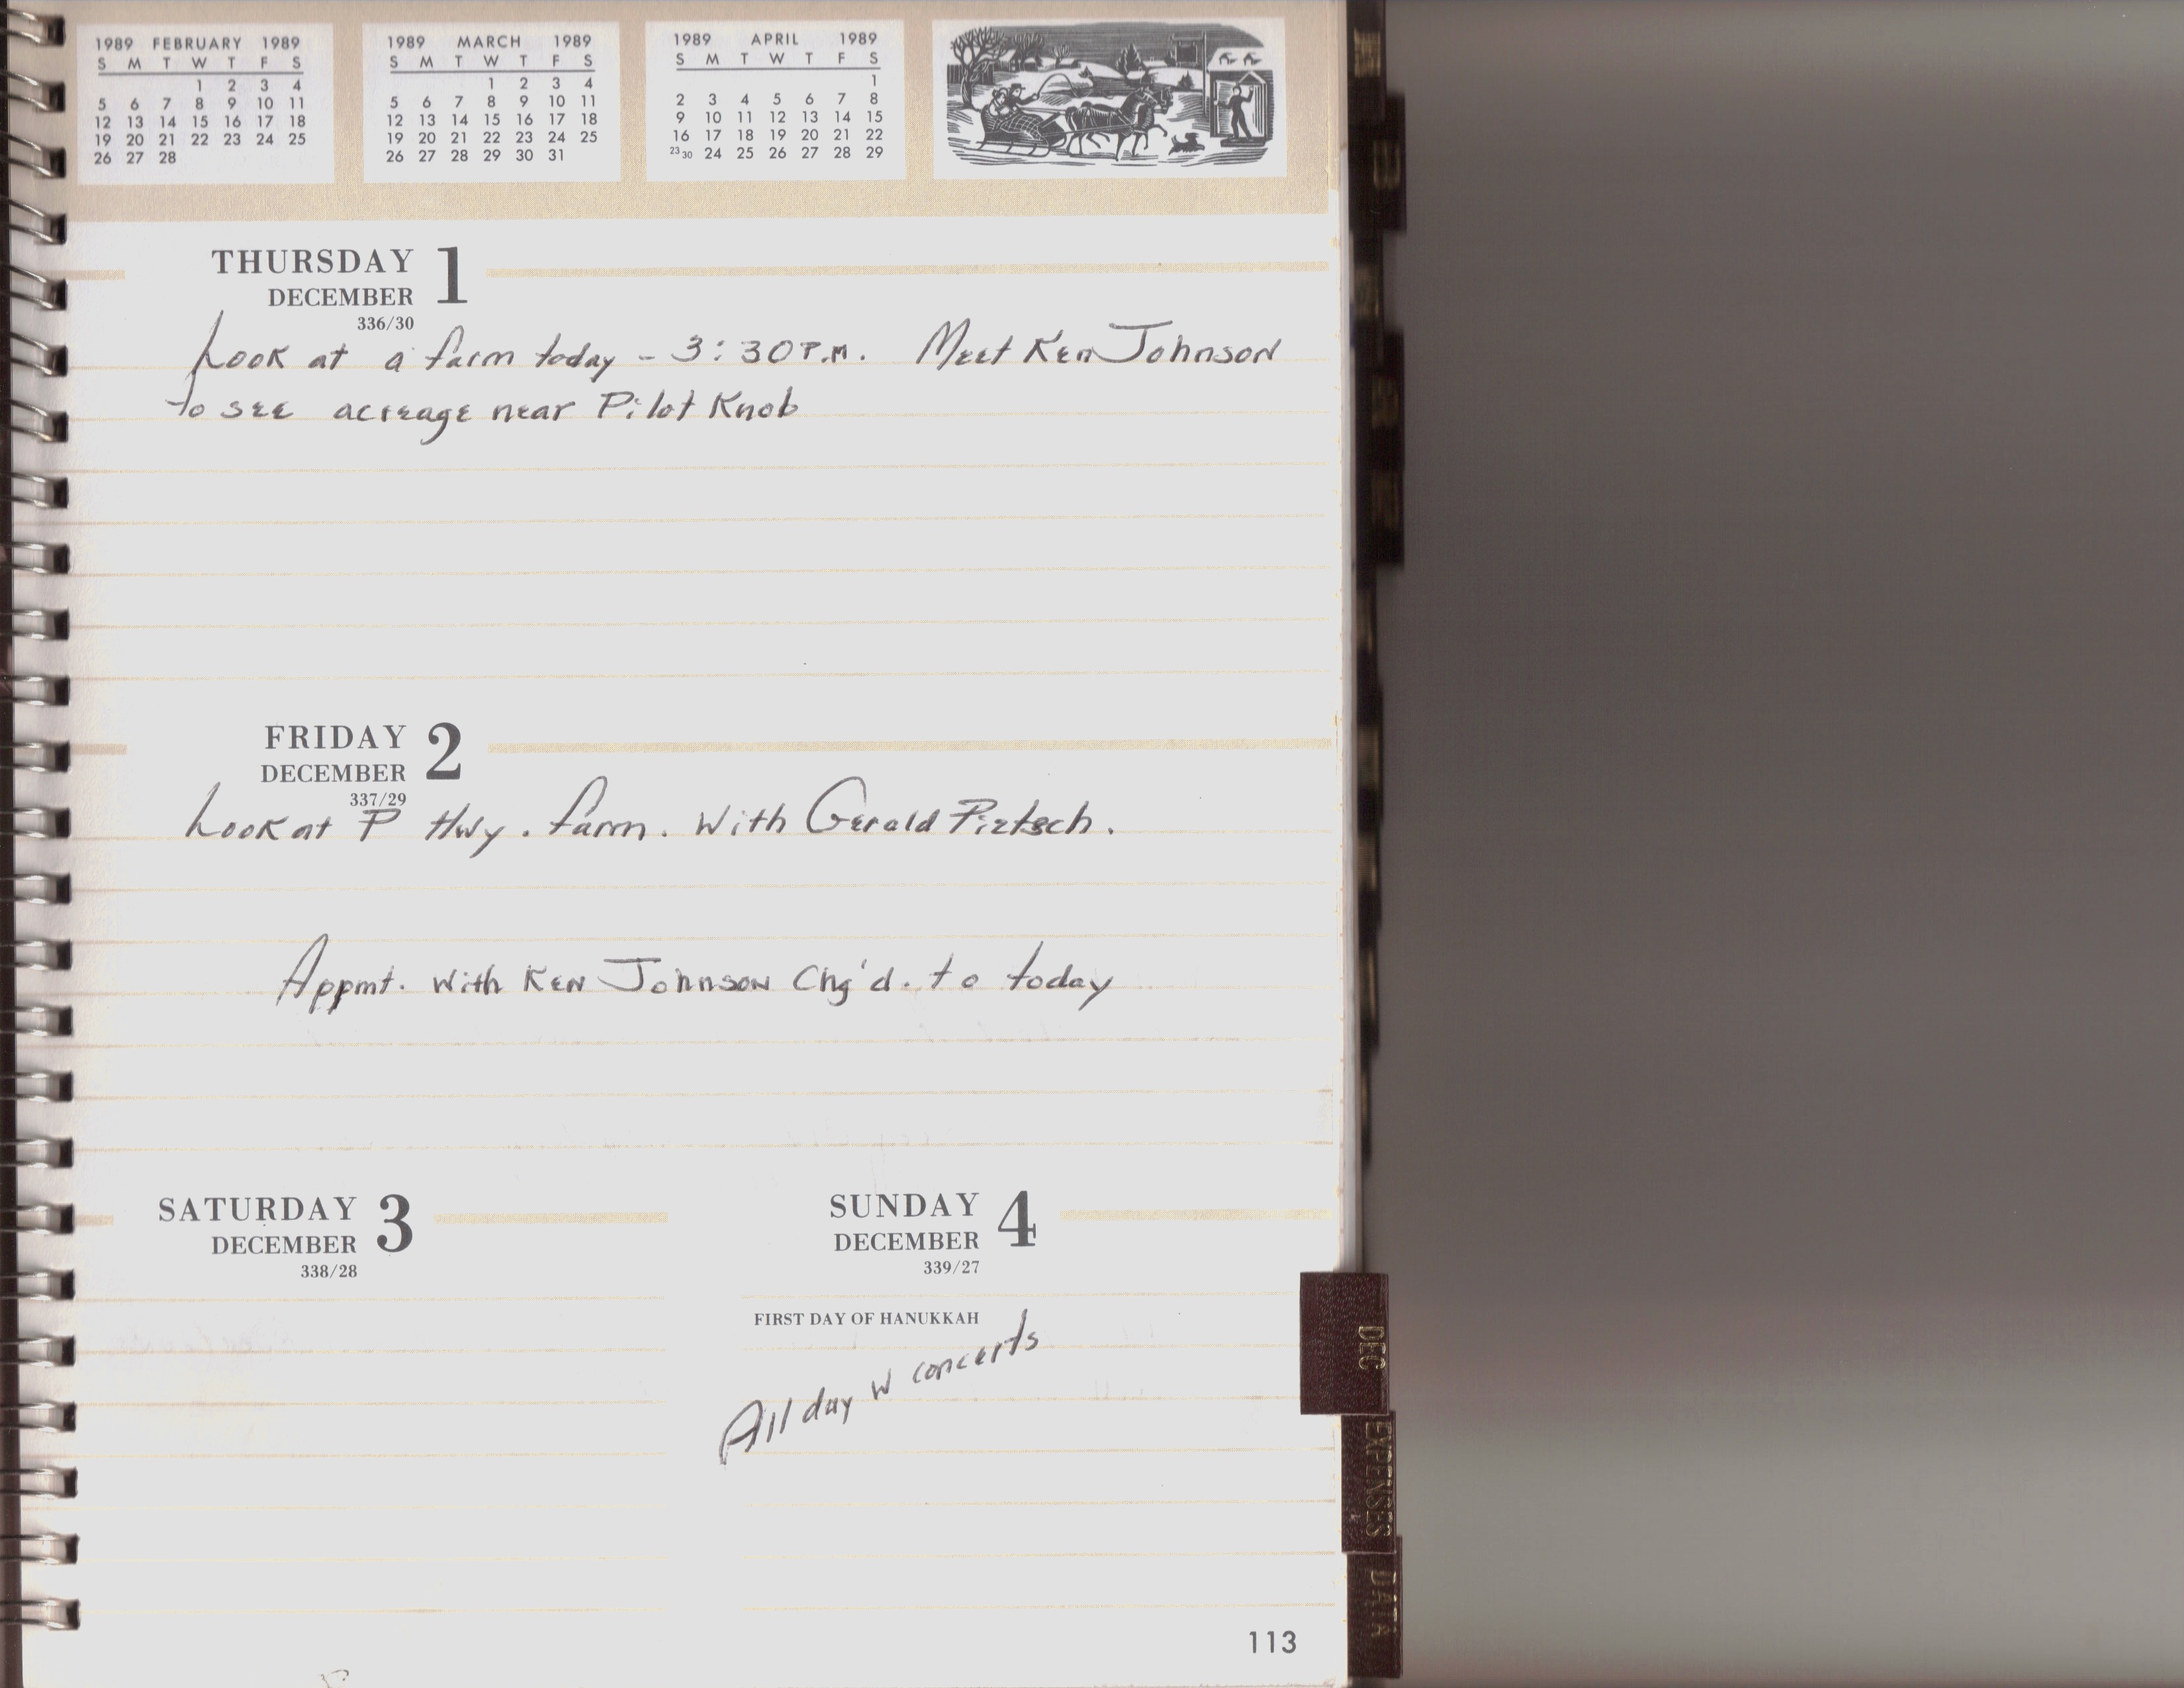 1989 FEBRUARY 1989
S M T W T F S
1 2 3 4
5 6 7 8 9 10 11
12 13 14 15 16 17 18
19 20 21 22 23 24 25
26 27 28
1989 MARCH 1989
S M T W T F S
1 2 3 4
5 6 7 8 9 10 11
12 13 14 15 16 17 18
19 20 21 22 23 24 25
26 27 28 29 30 31
1989 APRIL 1989
S M T W T F S
1
2 3 4 5 6 7 8
9 10 11 12 13 14 15
16 17 18 19 20 21 22
23 30 24 25 26 27 28 29
THURSDAY 1
DECEMBER
336/30
Look at a farm today - 3:30 P.M. Meet Ken Johnson
to see acreage near Pilot Knob
FRIDAY 2
DECEMBER
337/29
Look at P Hwy. farm. With Gerald Pietsch.
Appmt. with Ken Johnson Chg'd. to today
SATURDAY 3
DECEMBER
338/28
SUNDAY 4
DECEMBER
339/27
FIRST DAY OF HANUKKAH
All day W concerts
DEC
EXPENSES
DATA
113